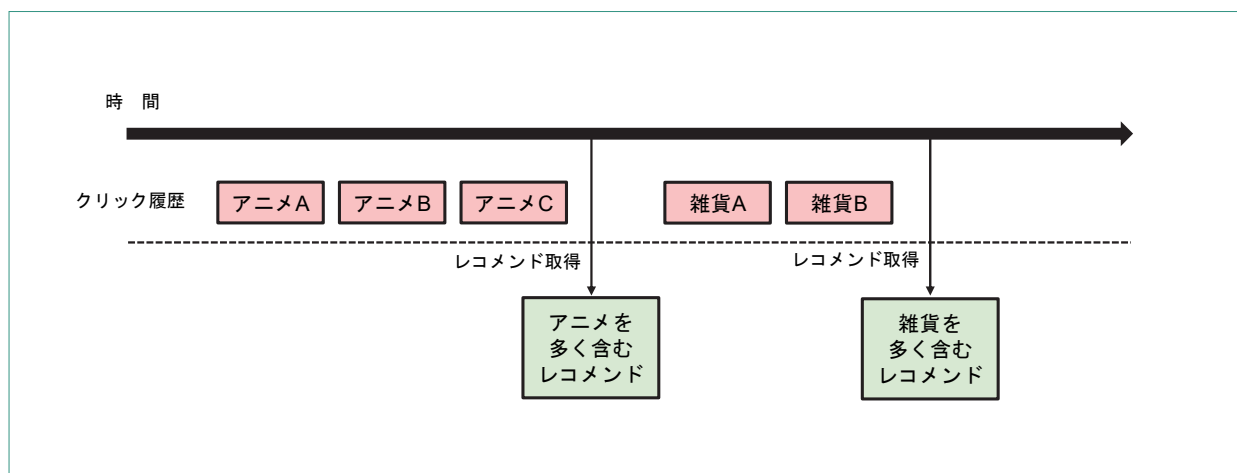 時　間
クリック履歴
アニメA
アニメB
アニメC
雑貨A
雑貨B
レコメンド取得
レコメンド取得
アニメを
多く含む
レコメンド
雑貨を
多く含む
レコメンド